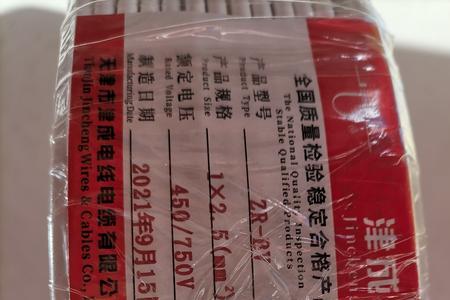 津成
Jinche
全国质量检验稳定合格产
The National Quality Inspection
Stable Qualified Products
产品型号 ZR-BV
Product Type
产品规格 1×2.5(mm²)
Product Size
额定电压 450/750V
Rated Voltage
制造日期 2021年9月15
Manufacturing Date
天津市津成电线电缆有限公
Tianjin Jincheng Wires & Cables Co.,